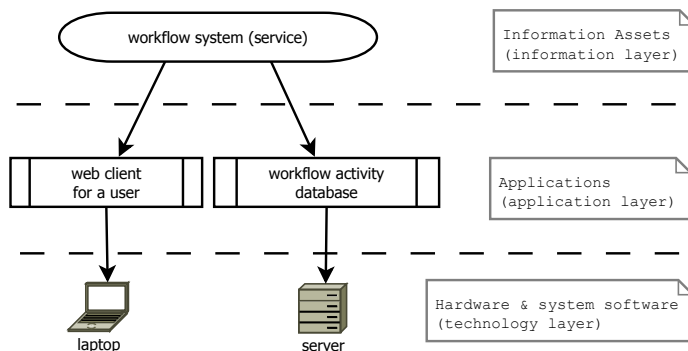 workflow system (service)
Information Assets
(information layer)
web client
for a user
workflow activity
database
Applications
(application layer)
Hardware & system software
(technology layer)
laptop
server